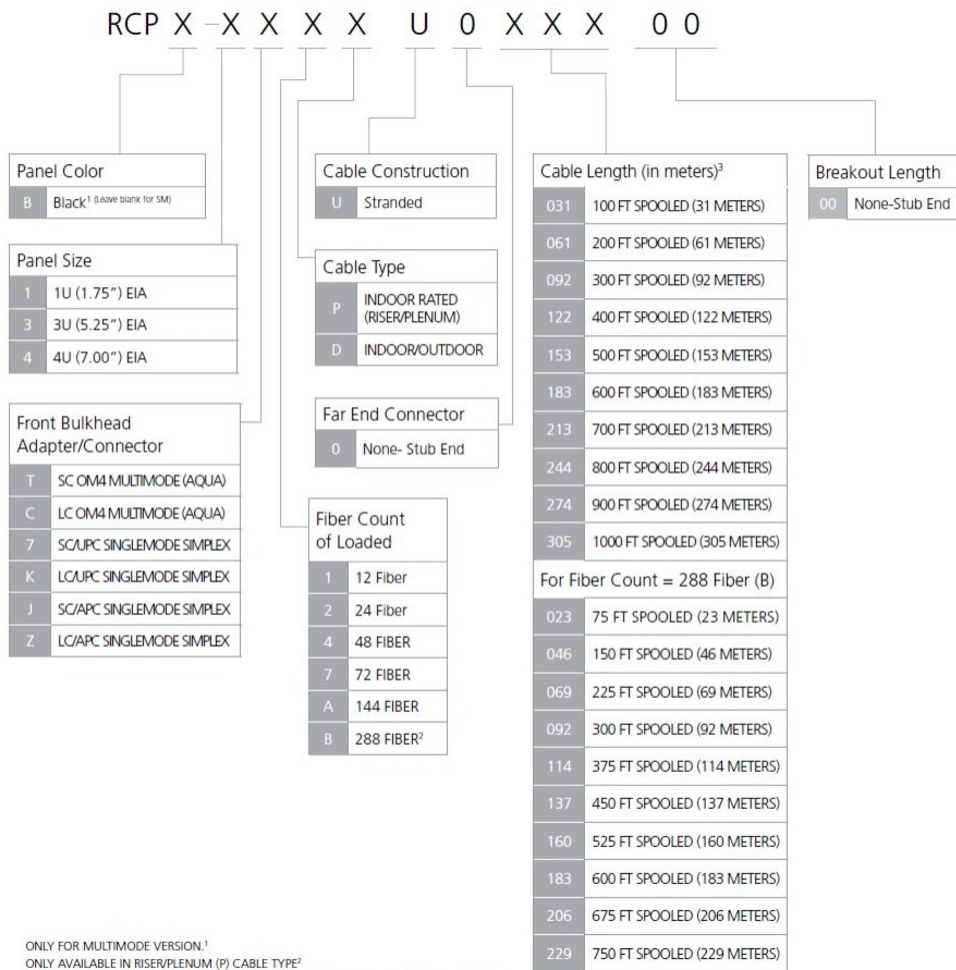 RCP X - X X X X U 0 X X X 0 0
Panel Color
B Black¹ (Leave blank for SM)
Panel Size
1 1U (1.75”) EIA
3 3U (5.25”) EIA
4 4U (7.00”) EIA
Front Bulkhead
Adapter/Connector
T SC OM4 MULTIMODE (AQUA)
C LC OM4 MULTIMODE (AQUA)
7 SC/UPC SINGLEMODE SIMPLEX
K LC/UPC SINGLEMODE SIMPLEX
J SC/APC SINGLEMODE SIMPLEX
Z LC/APC SINGLEMODE SIMPLEX
Cable Construction
U Stranded
Cable Type
P INDOOR RATED
(RISER/PLENUM)
D INDOOR/OUTDOOR
Far End Connector
0 None- Stub End
Fiber Count
of Loaded
1 12 Fiber
2 24 Fiber
4 48 FIBER
7 72 FIBER
A 144 FIBER
B 288 FIBER²
Cable Length (in meters)³
031 100 FT SPOOLED (31 METERS)
061 200 FT SPOOLED (61 METERS)
092 300 FT SPOOLED (92 METERS)
122 400 FT SPOOLED (122 METERS)
153 500 FT SPOOLED (153 METERS)
183 600 FT SPOOLED (183 METERS)
213 700 FT SPOOLED (213 METERS)
244 800 FT SPOOLED (244 METERS)
274 900 FT SPOOLED (274 METERS)
305 1000 FT SPOOLED (305 METERS)
For Fiber Count = 288 Fiber (B)
023 75 FT SPOOLED (23 METERS)
046 150 FT SPOOLED (46 METERS)
069 225 FT SPOOLED (69 METERS)
092 300 FT SPOOLED (92 METERS)
114 375 FT SPOOLED (114 METERS)
137 450 FT SPOOLED (137 METERS)
160 525 FT SPOOLED (160 METERS)
183 600 FT SPOOLED (183 METERS)
206 675 FT SPOOLED (206 METERS)
229 750 FT SPOOLED (229 METERS)
Breakout Length
00 None-Stub End
ONLY FOR MULTIMODE VERSION.¹
ONLY AVAILABLE IN RISER/PLENUM (P) CABLE TYPE²